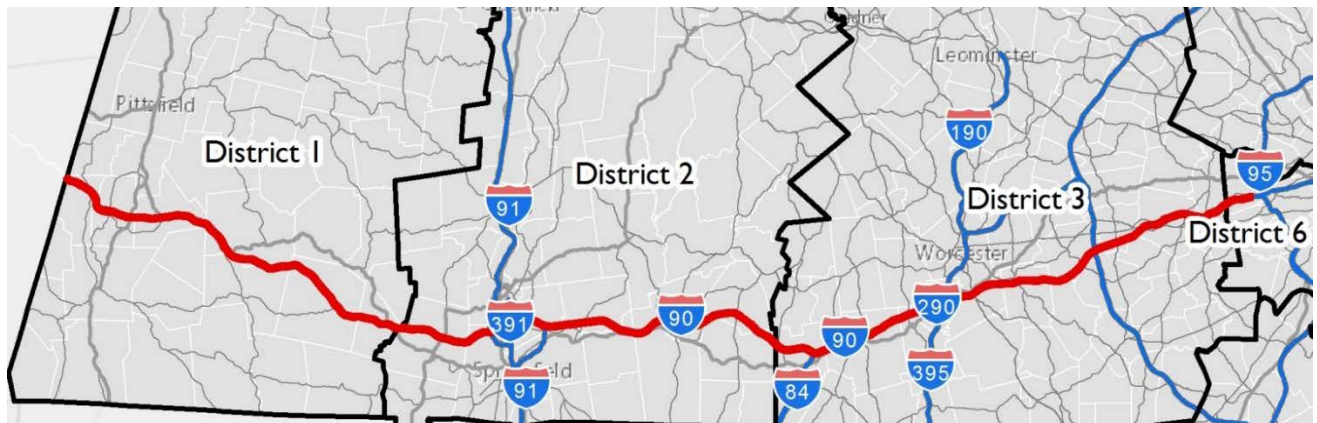 Gardner
Leominster
Pittsfield
190
District 1
95
District 2
91
District 3
District 6
Worcester
290
391
90
90
Springfield
395
91
84